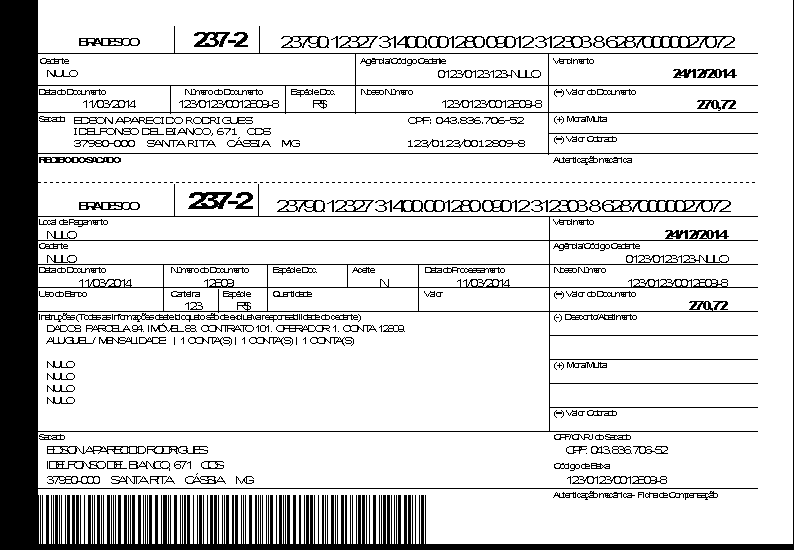 BRADESCO 237-2 23790.12327 31400.001280 09012.312303 8 62870000027072
Cedente Agência/Código Cedente Vencimento
NULO 0123/0123123-NULO 24/12/2014
Data do Documento Número do Documento Espécie Doc. Nosso Número (=) Valor do Documento
11/03/2014 123/0123/0012809-8 R$ 123/0123/0012809-8 270,72
Sacado EDSON APARECIDO RODRIGUES CPF: 043.836.706-52 (+) Mora/Multa
IDELFONSO DEL BIANCO, 671 CDS
37980-000 SANTA RITA CÁSSIA MG 123/0123/0012809-8 (=) Valor Cobrado
RECIBO DO SACADO Autenticação mecânica
BRADESCO 237-2 23790.12327 31400.001280 09012.312303 8 62870000027072
Local de Pagamento Vencimento
NULO 24/12/2014
Cedente Agência/Código Cedente
NULO 0123/0123123-NULO
Data do Documento Número do Documento Espécie Doc. Aceite Data do Processamento Nosso Número
11/03/2014 12809 N 11/03/2014 123/0123/0012809-8
Uso do Banco Carteira Espécie Quantidade Valor (=) Valor do Documento
123 R$ 270,72
Instruções (Todas as informações deste bloqueto são de exclusiva responsabilidade do cedente) (-) Desconto/Abatimento
DADOS: PARCELA 94. IMÓVEL 88. CONTRATO 101. OPERADOR 1. CONTA 12809.
ALUGUEL / MENSALIDADE | 1 CONTA(S) | 1 CONTA(S) | 1 CONTA(S)
NULO (+) Mora/Multa
NULO
NULO
NULO
(=) Valor Cobrado
Sacado CPF/CNPJ do Sacado
EDSON APARECIDO RODRIGUES CPF: 043.836.706-52
IDELFONSO DEL BIANCO, 671 CDS Código de Baixa
37980-000 SANTA RITA CÁSSIA MG 123/0123/0012809-8
Autenticação mecânica - Ficha de Compensação